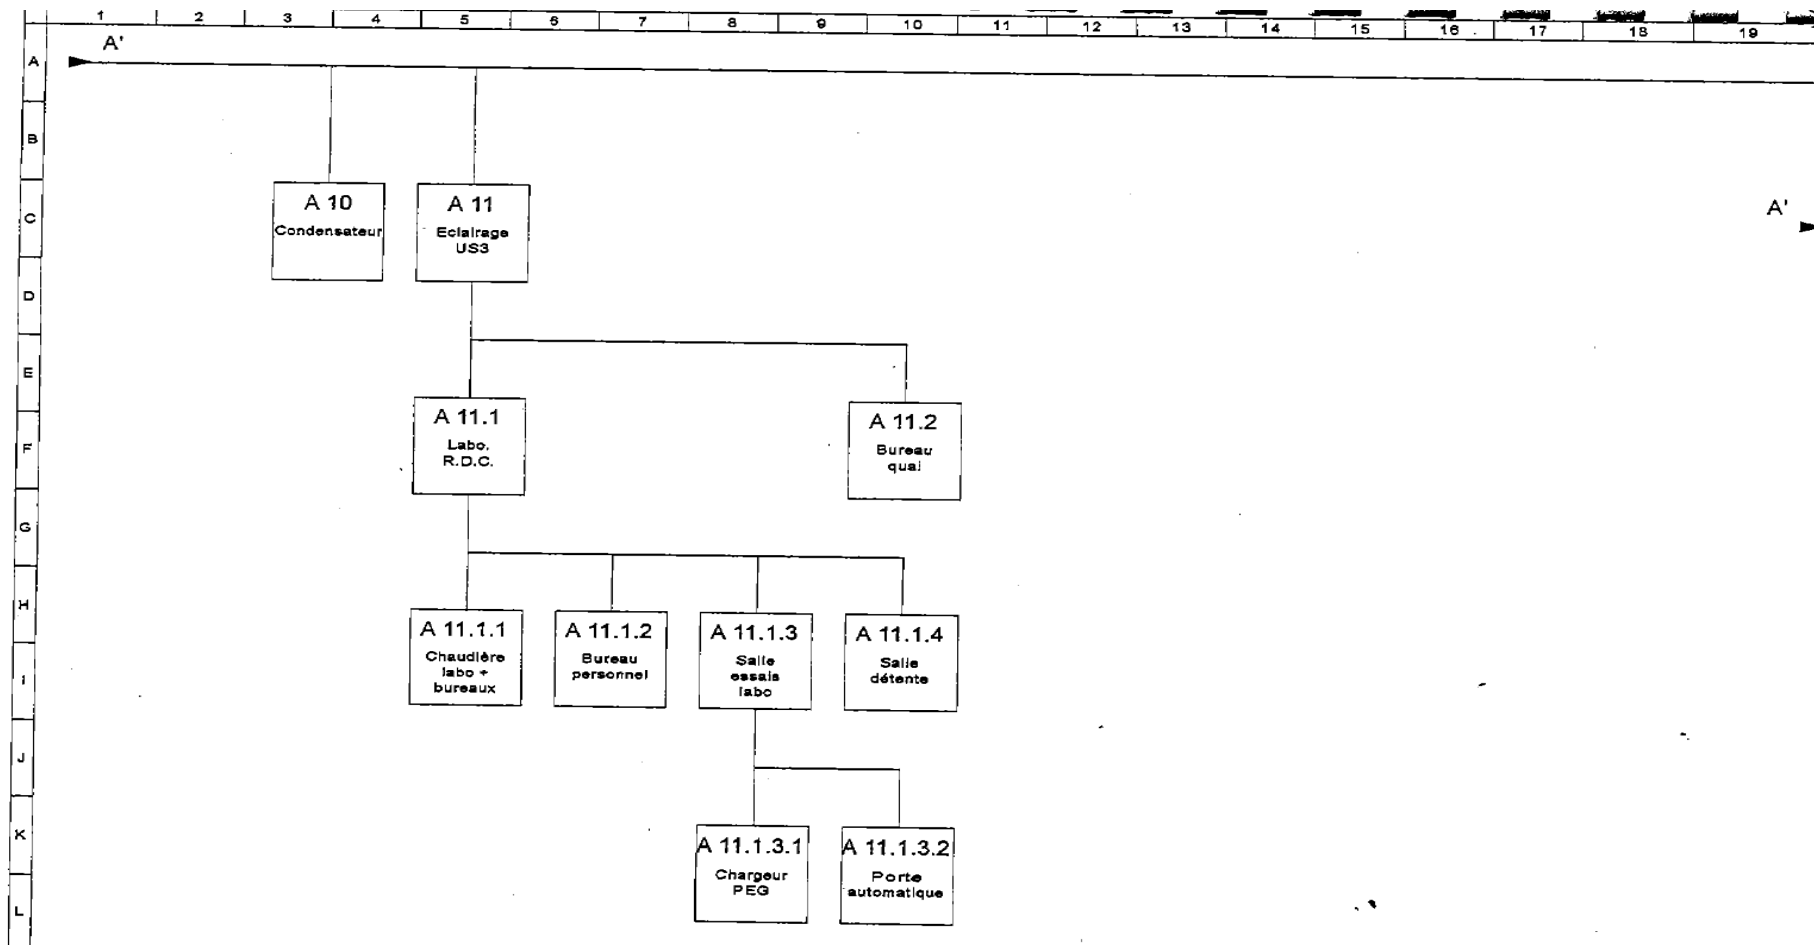 1 2 3 4 5 6 7 8 9 10 11 12 13 14 15 16 17 18 19
A'
A
B
C
D
E
F
G
H
I
J
K
L
A 10
Condensateur
A 11
Eclairage
US3
A'
A 11.1
Labo.
R.D.C.
A 11.2
Bureau
quai
A 11.1.1
Chaudière
labo +
bureaux
A 11.1.2
Bureau
personnel
A 11.1.3
Salle
essais
labo
A 11.1.4
Salle
détente
A 11.1.3.1
Chargeur
PEG
A 11.1.3.2
Porte
automatique